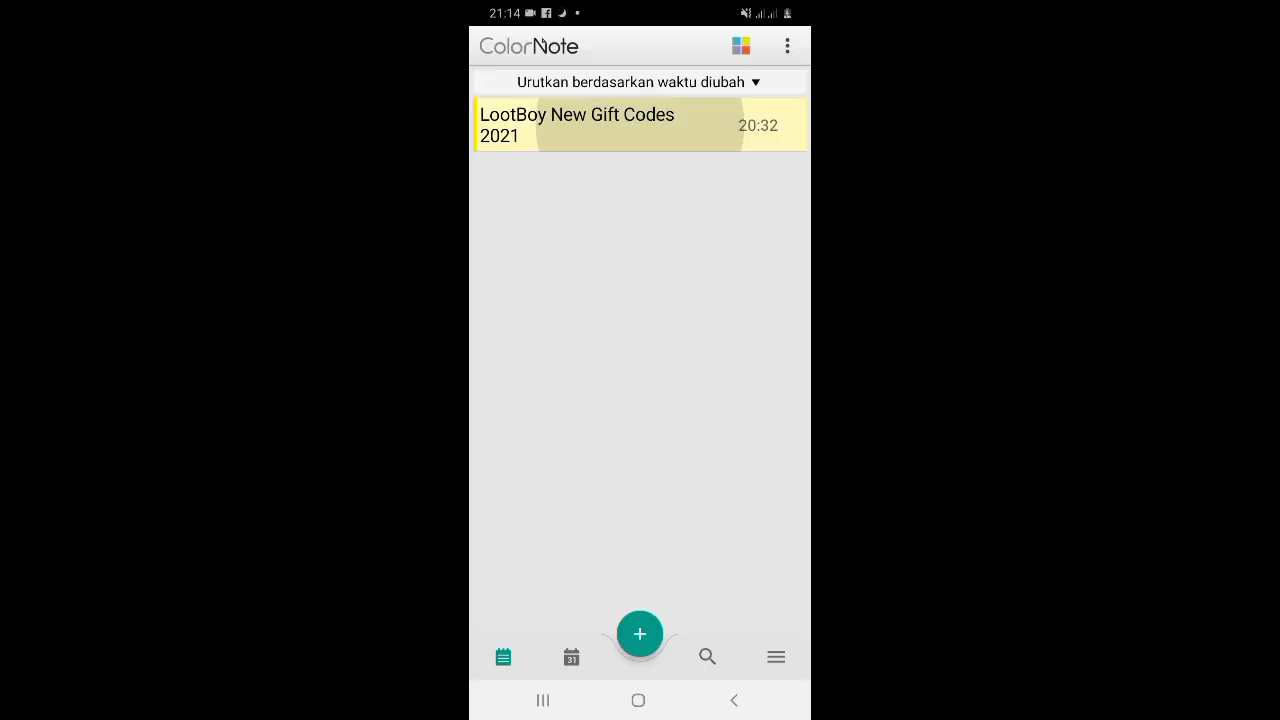 21:14
ColorNote
Urutkan berdasarkan waktu diubah
LootBoy New Gift Codes
2021
20:32
31